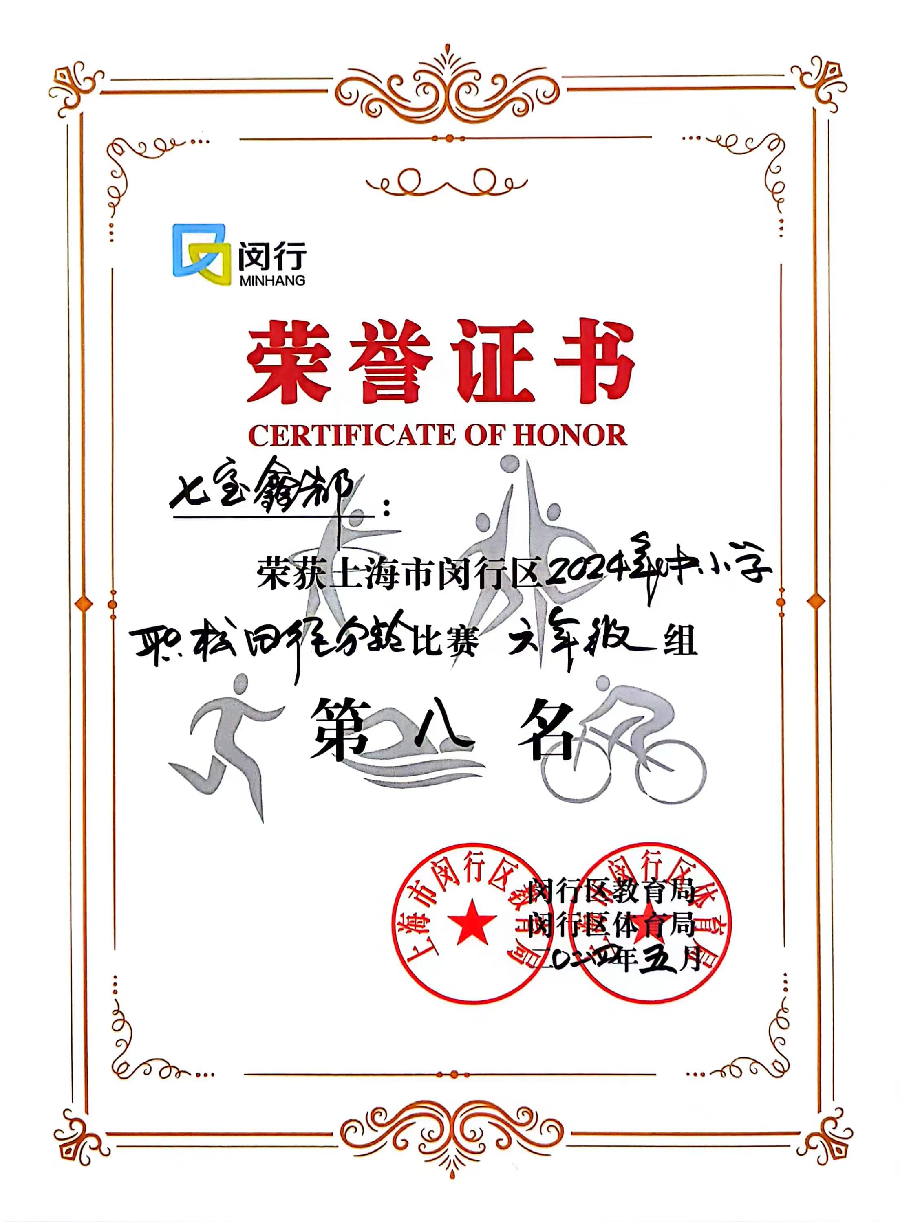 闵行
MINHANG
荣誉证书
CERTIFICATE OF HONOR
七宝鑫都：
荣获上海市闵行区2024年中小学
职校田径分龄比赛 六年级 组
第 八 名
上海市闵行区教育局
闵行区体育局
闵行区教育局
闵行区体育局
二〇二四年五月